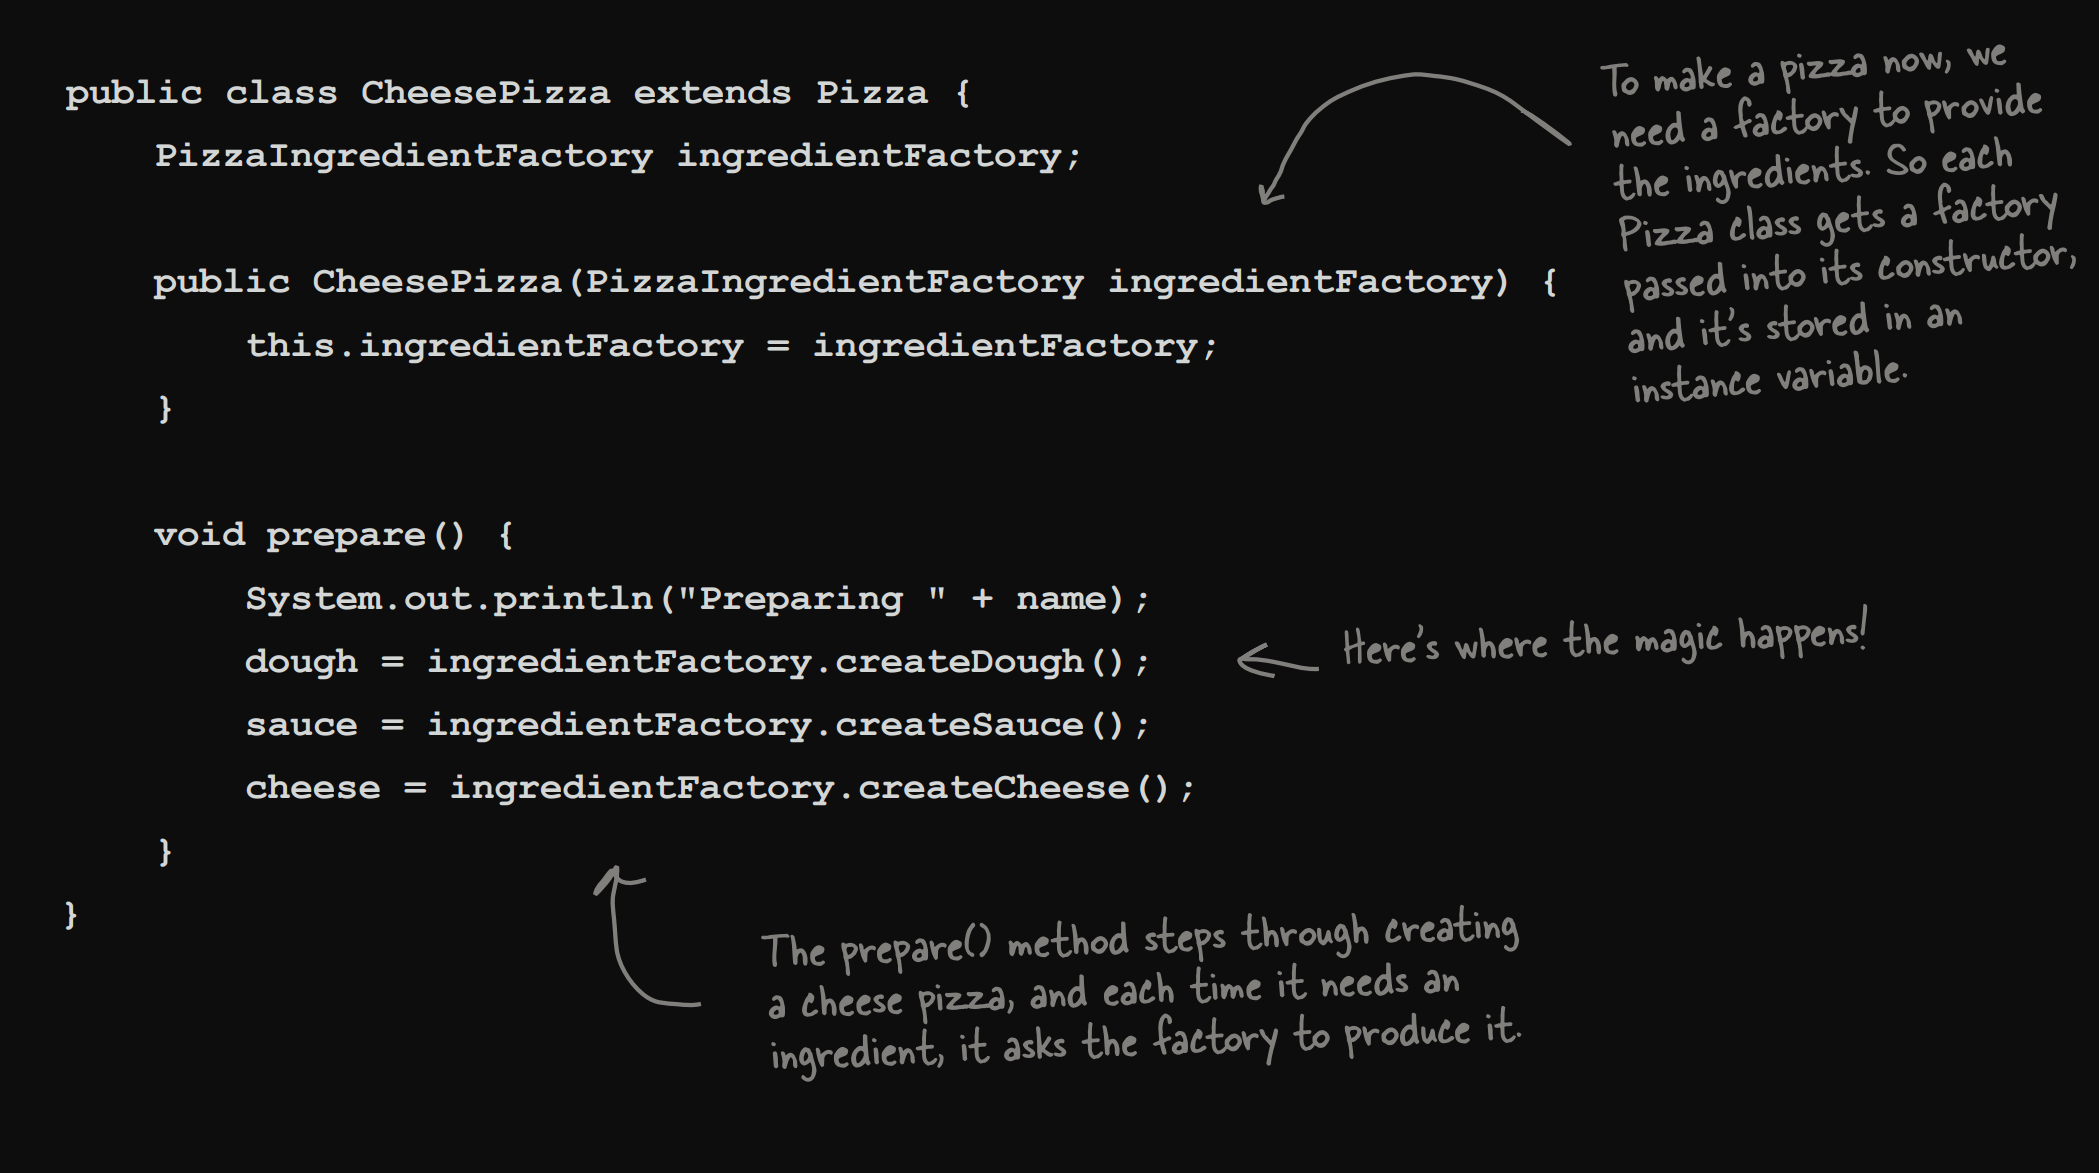 public class CheesePizza extends Pizza {
PizzaIngredientFactory ingredientFactory;
public CheesePizza(PizzaIngredientFactory ingredientFactory) {
this.ingredientFactory = ingredientFactory;
}
void prepare() {
System.out.println("Preparing " + name);
dough = ingredientFactory.createDough();
sauce = ingredientFactory.createSauce();
cheese = ingredientFactory.createCheese();
}
}
To make a pizza now, we
need a factory to provide
the ingredients. So each
Pizza class gets a factory
passed into its constructor,
and it's stored in an
instance variable.
Here's where the magic happens!
The prepare() method steps through creating
a cheese pizza, and each time it needs an
ingredient, it asks the factory to produce it.